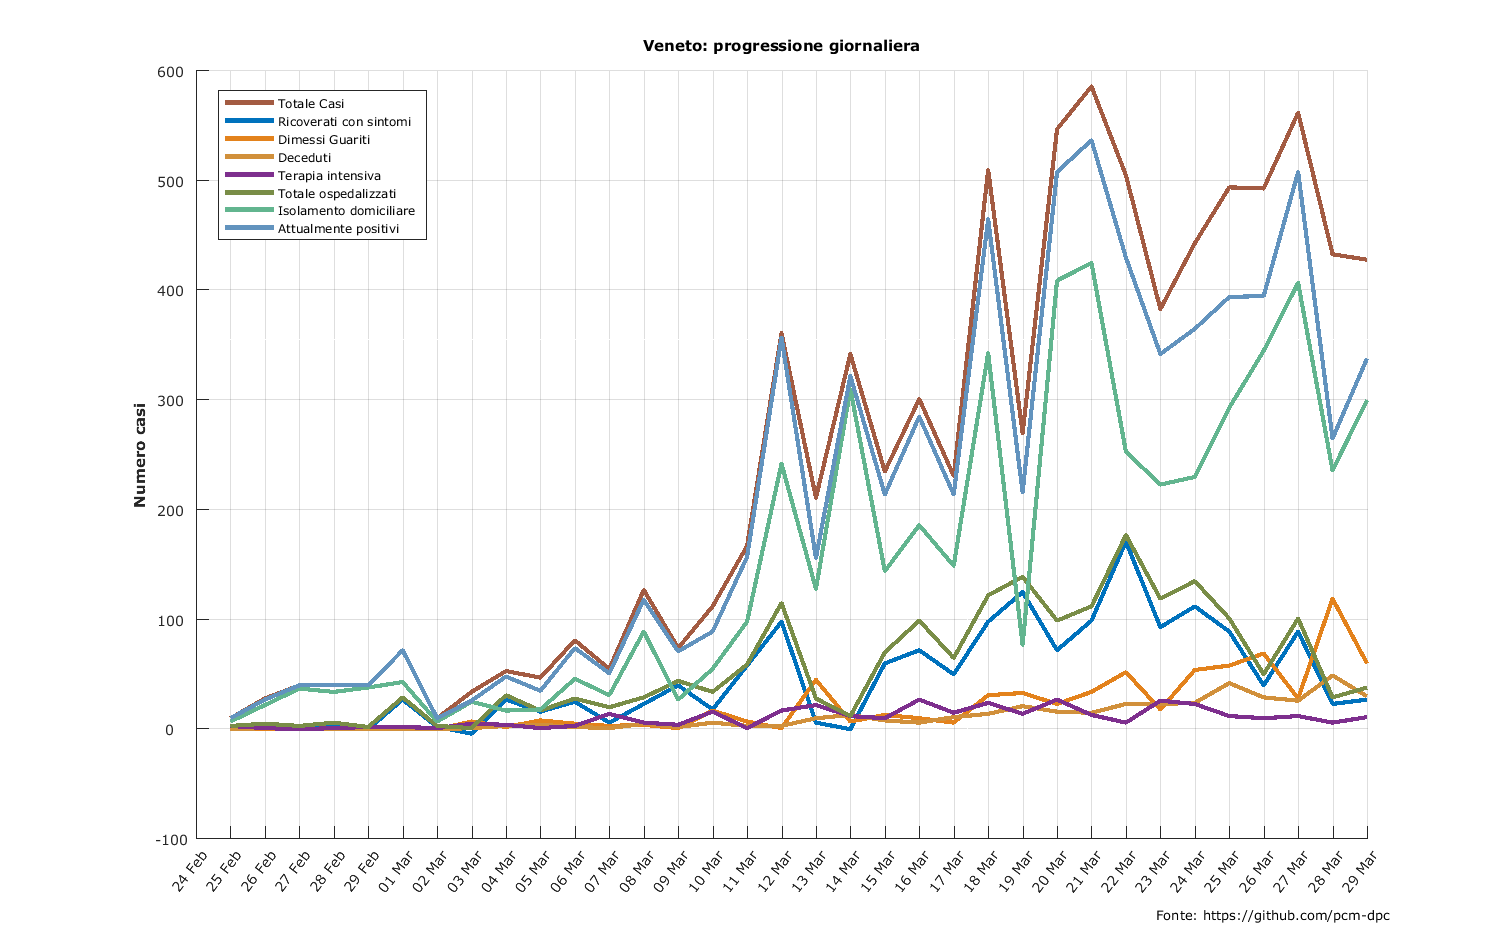 Veneto: progressione giornaliera
600
500
400
300
200
100
0
-100
Numero casi
Totale Casi
Ricoverati con sintomi
Dimessi Guariti
Deceduti
Terapia intensiva
Totale ospedalizzati
Isolamento domiciliare
Attualmente positivi
24 Feb
25 Feb
26 Feb
27 Feb
28 Feb
29 Feb
01 Mar
02 Mar
03 Mar
04 Mar
05 Mar
06 Mar
07 Mar
08 Mar
09 Mar
10 Mar
11 Mar
12 Mar
13 Mar
14 Mar
15 Mar
16 Mar
17 Mar
18 Mar
19 Mar
20 Mar
21 Mar
22 Mar
23 Mar
24 Mar
25 Mar
26 Mar
27 Mar
28 Mar
29 Mar
Fonte: https://github.com/pcm-dpc